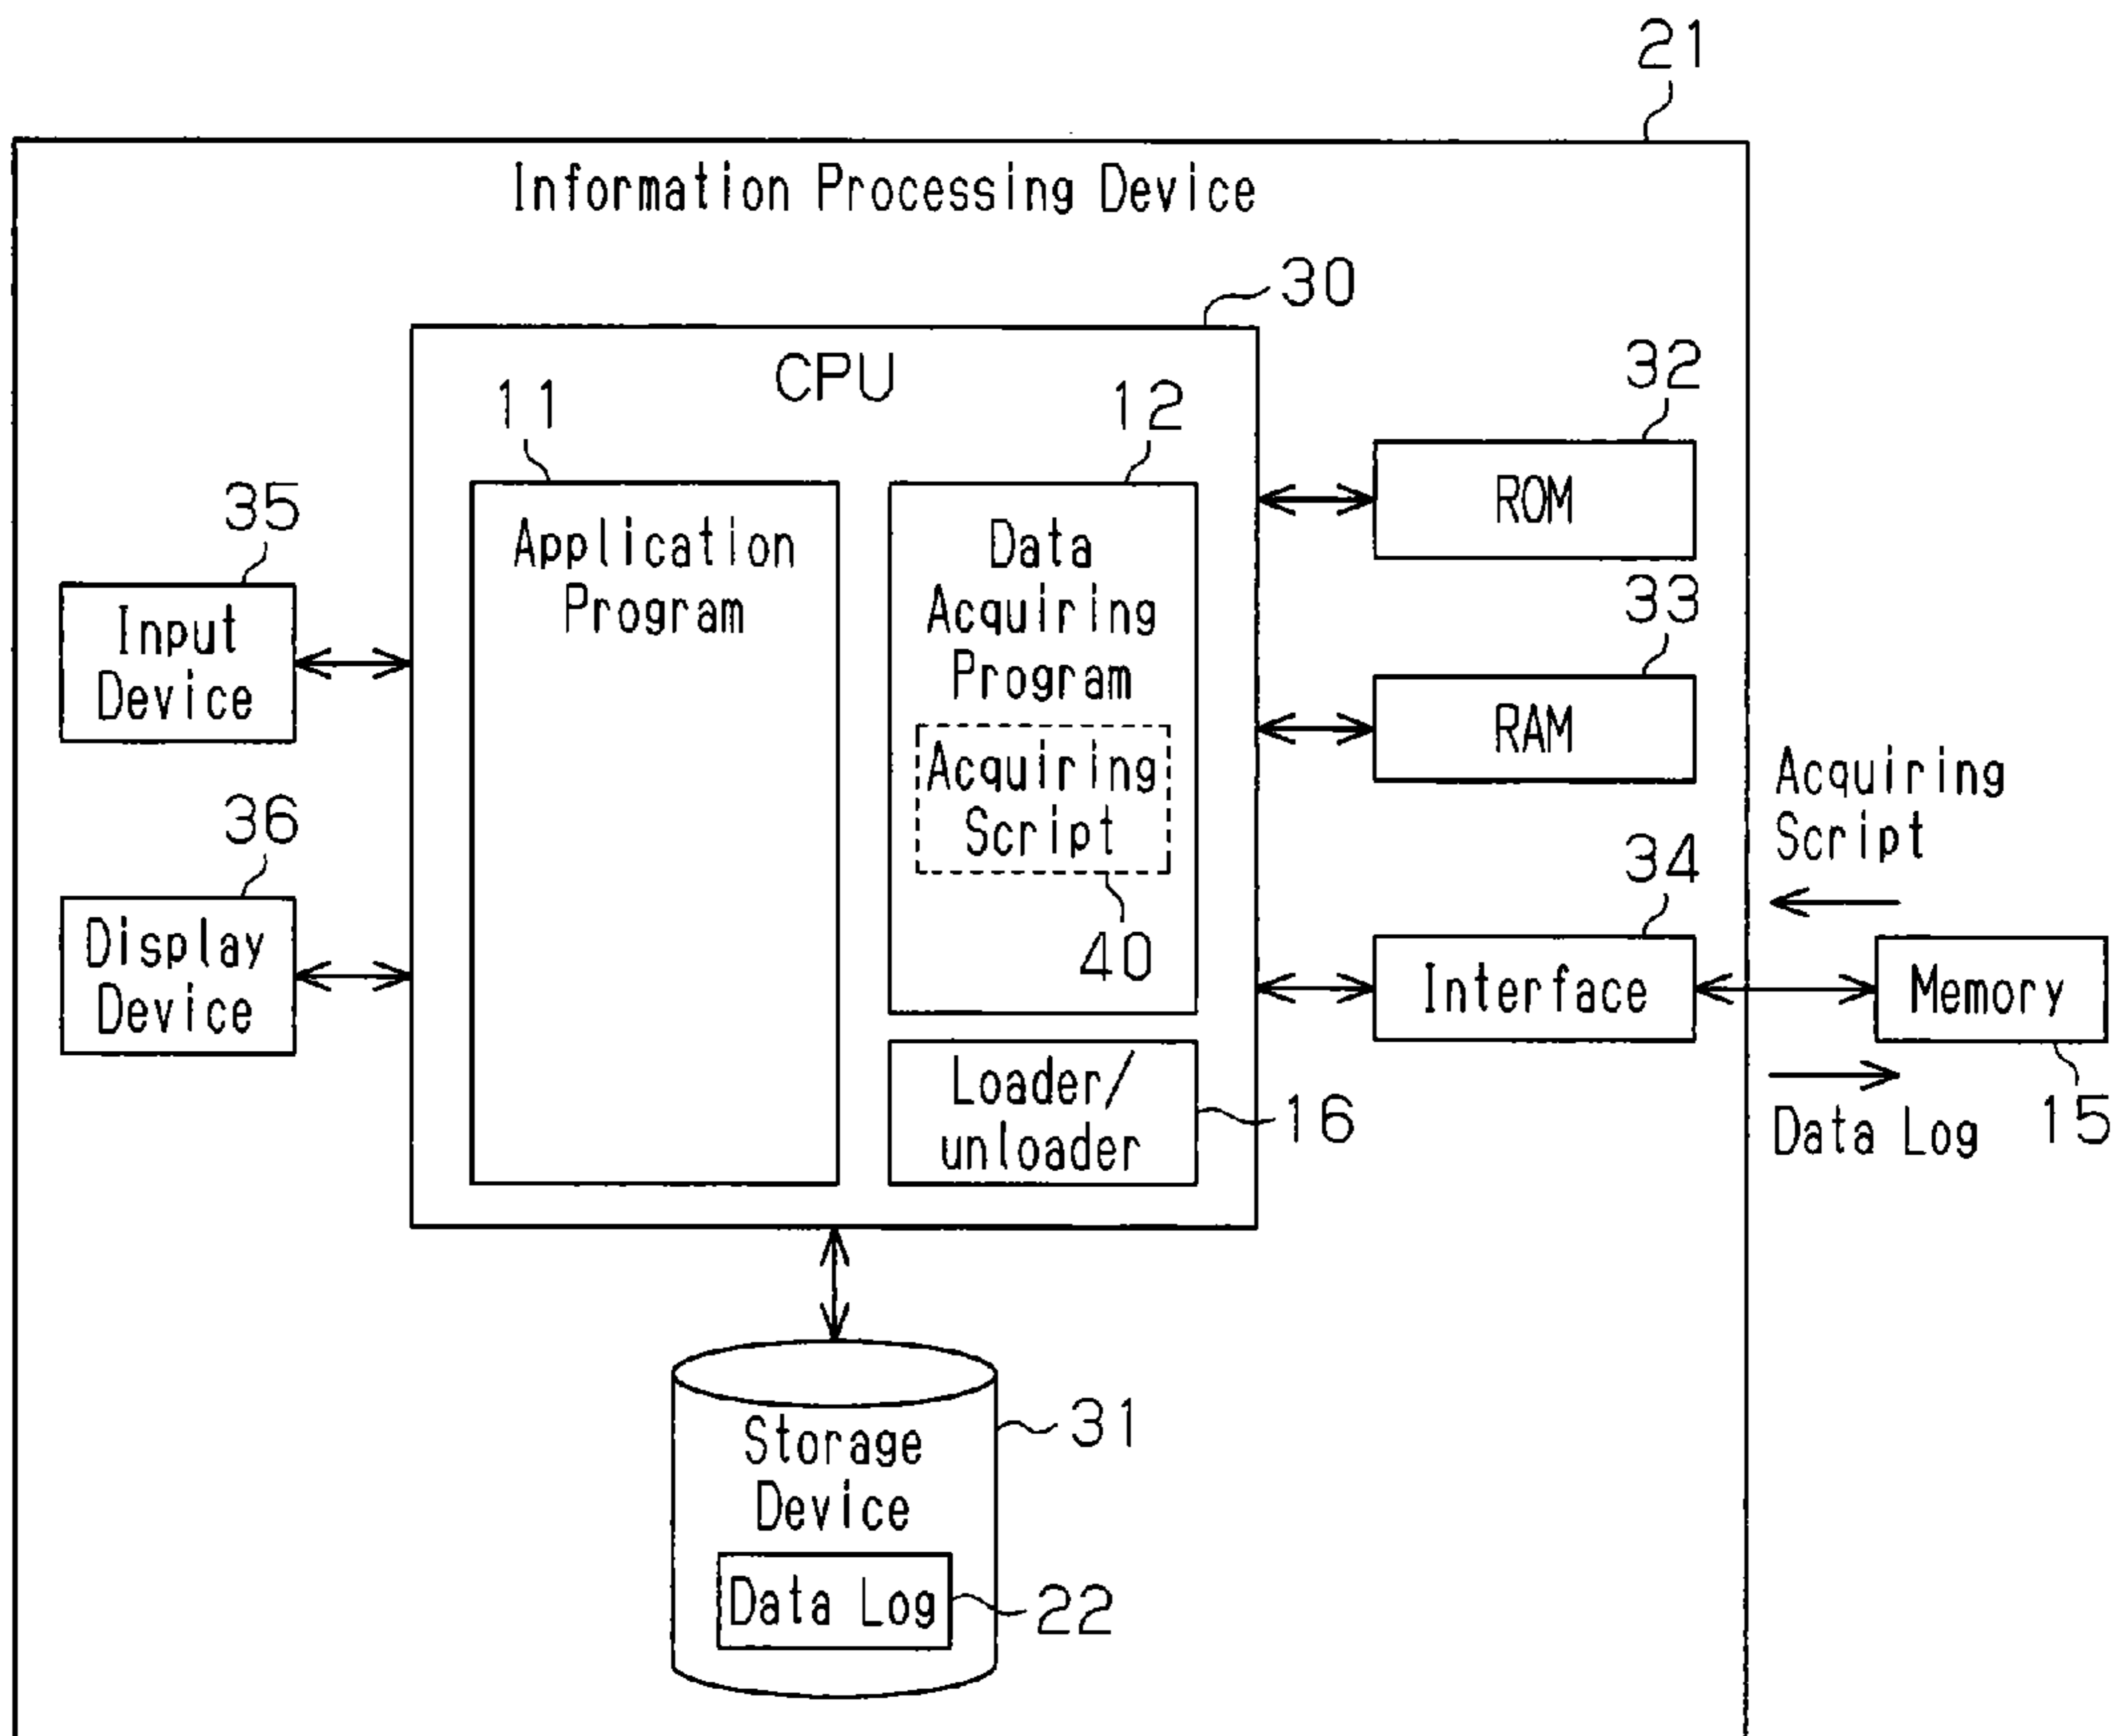 21
Information Processing Device
30
CPU
11
12
Application
Program
Data
Acquiring
Program
Acquiring
Script
40
Loader/
unloader
16
35
Input
Device
36
Display
Device
32
ROM
33
RAM
34
Interface
Acquiring
Script
Memory
15
Data Log
Storage
Device
31
Data Log
22